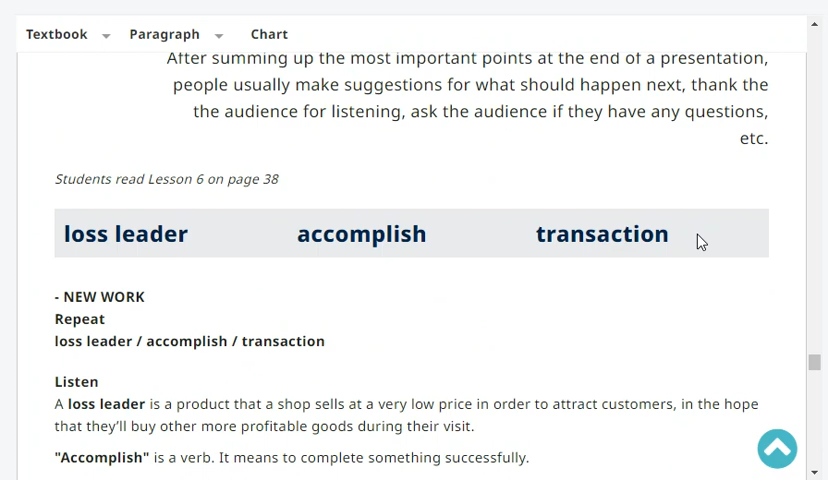 Textbook Paragraph Chart
After summing up the most important points at the end of a presentation,
people usually make suggestions for what should happen next, thank the
the audience for listening, ask the audience if they have any questions,
etc.
Students read Lesson 6 on page 38
loss leader accomplish transaction
- NEW WORK
Repeat
loss leader / accomplish / transaction
Listen
A loss leader is a product that a shop sells at a very low price in order to attract customers, in the hope
that they'll buy other more profitable goods during their visit.
"Accomplish" is a verb. It means to complete something successfully.